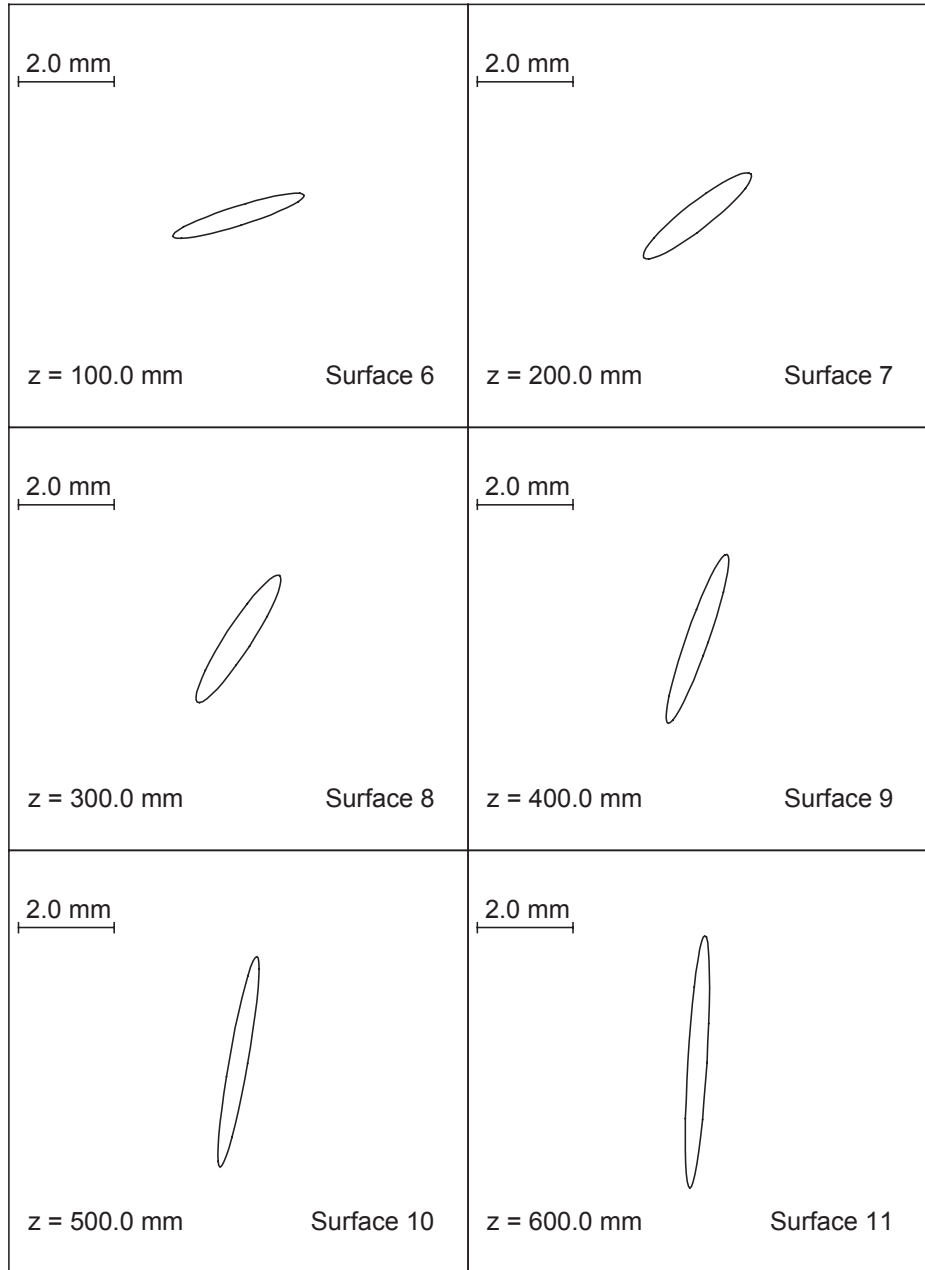 2.0 mm
2.0 mm
z = 100.0 mm Surface 6
z = 200.0 mm Surface 7
2.0 mm
2.0 mm
z = 300.0 mm Surface 8
z = 400.0 mm Surface 9
2.0 mm
2.0 mm
z = 500.0 mm Surface 10
z = 600.0 mm Surface 11